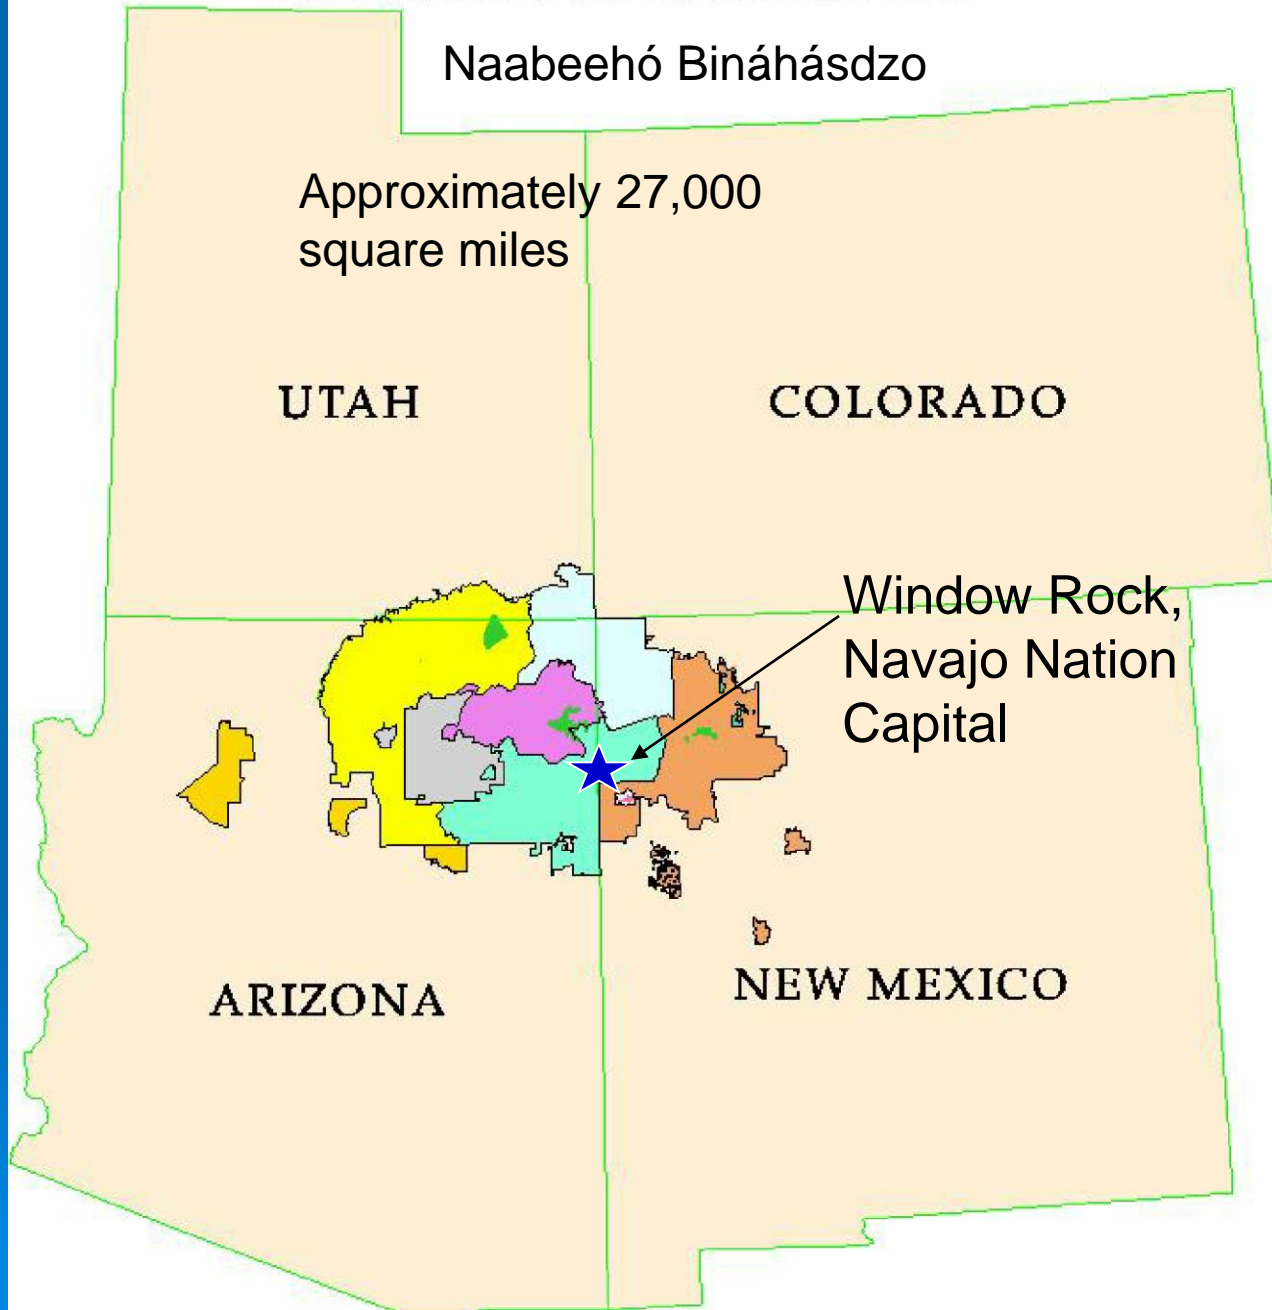 Naabeehó Bináhásdzo
Approximately 27,000
square miles
UTAH
COLORADO
Window Rock,
Navajo Nation
Capital
ARIZONA
NEW MEXICO